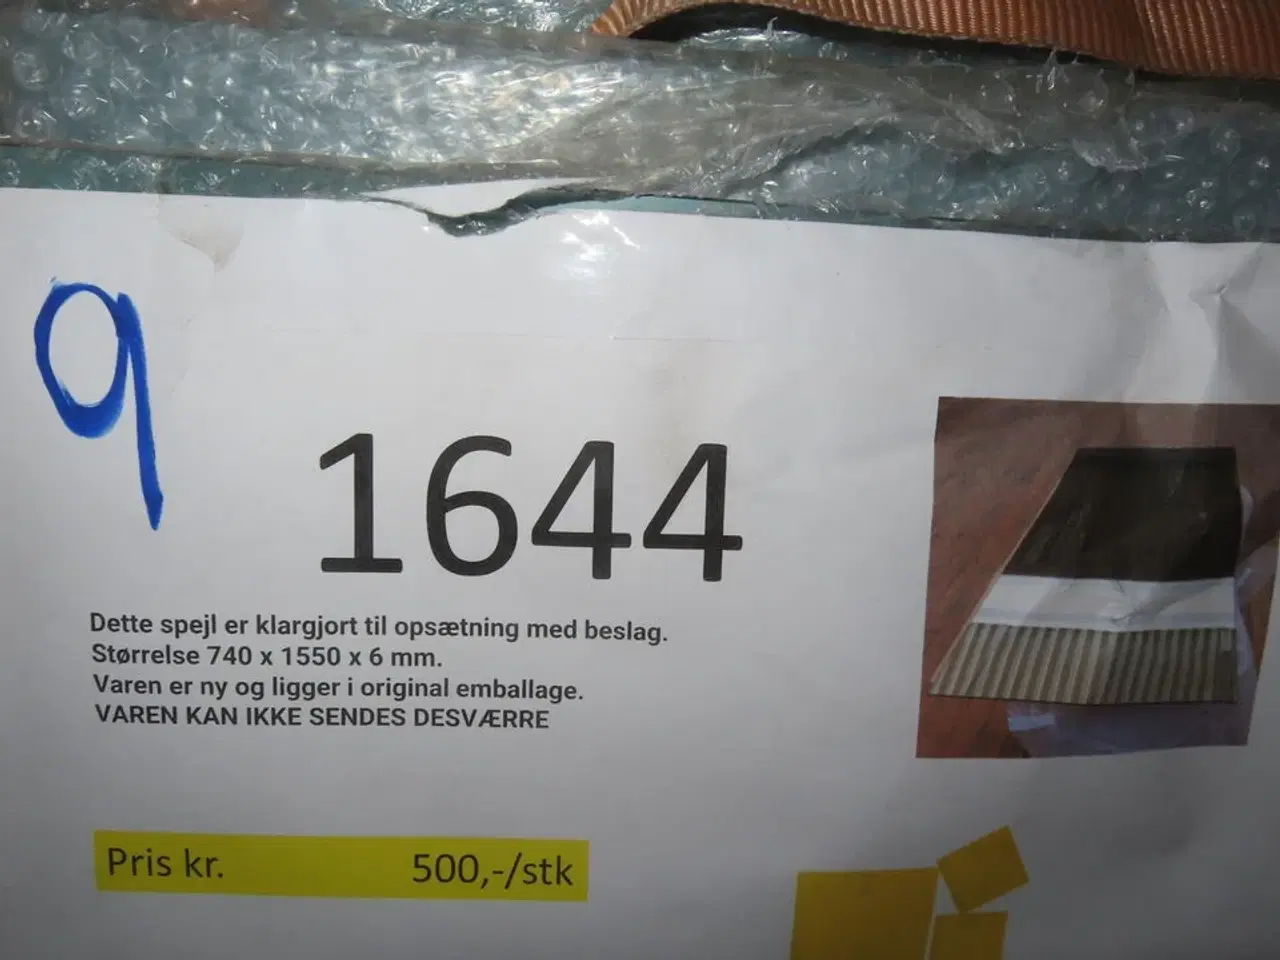 9
1644
Dette spejl er klargjort til opsætning med beslag.
Størrelse 740 x 1550 x 6 mm.
Varen er ny og ligger i original emballage.
VAREN KAN IKKE SENDES DESVÆRRE
Pris kr. 500,-/stk